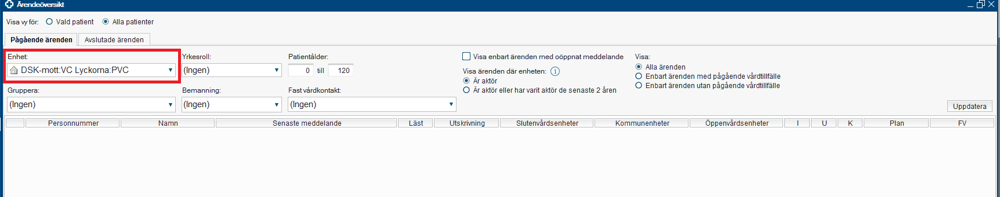 Ärendeöversikt
Visa vy för: Vald patient Alla patienter
Pågående ärenden Avslutade ärenden
Enhet: Yrkesroll: Patientålder:
DSK-mott:VC Lyckorna:PVC (Ingen) 0 till 120
Gruppera: Bemanning: Fast vårdkontakt:
(Ingen) (Ingen) (Ingen)
Visa enbart ärenden med oöppnat meddelande
Visa ärenden där enheten: i
Är aktör
Är aktör eller har varit aktör de senaste 2 åren
Visa:
Alla ärenden
Enbart ärenden med pågående vårdtillfälle
Enbart ärenden utan pågående vårdtillfälle
Uppdatera
Personnummer Namn Senaste meddelande Läst Utskrivning Slutenvårdsenheter Kommunenheter Öppenvårdsenheter I U K Plan FV